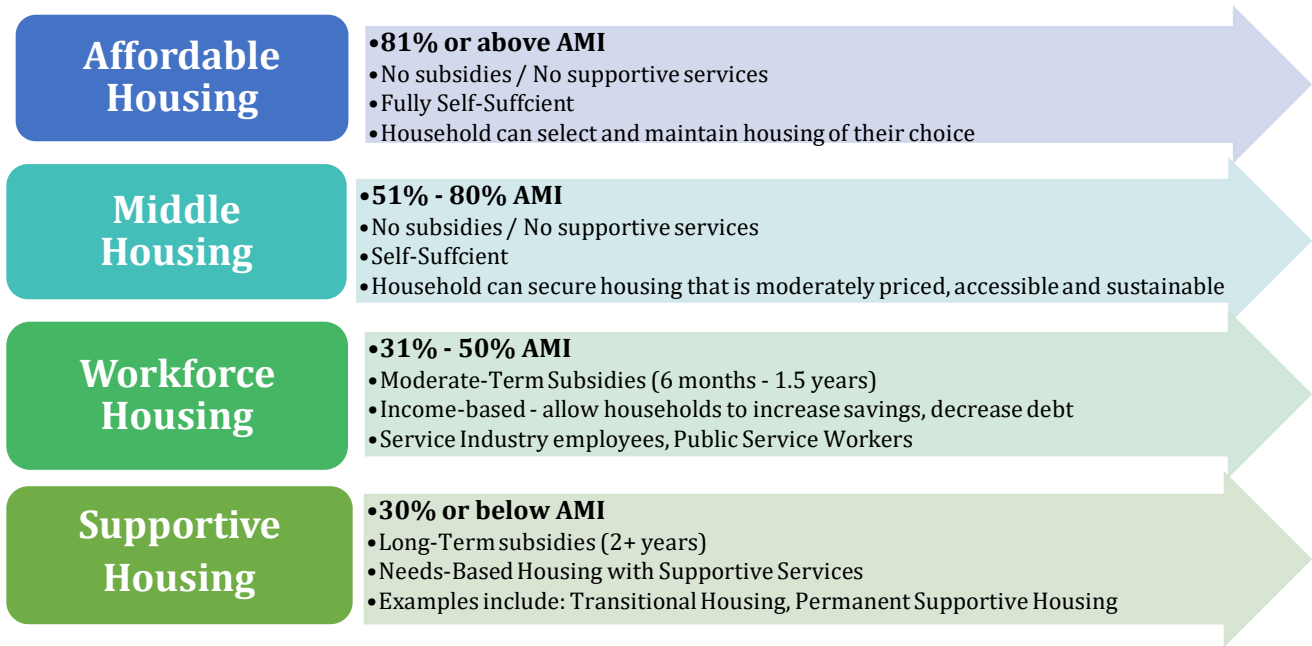 Affordable
Housing
•81% or above AMI
•No subsidies / No supportive services
•Fully Self-Suffcient
•Household can select and maintain housing of their choice
Middle
Housing
•51% - 80% AMI
•No subsidies / No supportive services
•Self-Suffcient
•Household can secure housing that is moderately priced, accessible and sustainable
Workforce
Housing
•31% - 50% AMI
•Moderate-Term Subsidies (6 months - 1.5 years)
•Income-based - allow households to increase savings, decrease debt
•Service Industry employees, Public Service Workers
Supportive
Housing
•30% or below AMI
•Long-Term subsidies (2+ years)
•Needs-Based Housing with Supportive Services
•Examples include: Transitional Housing, Permanent Supportive Housing